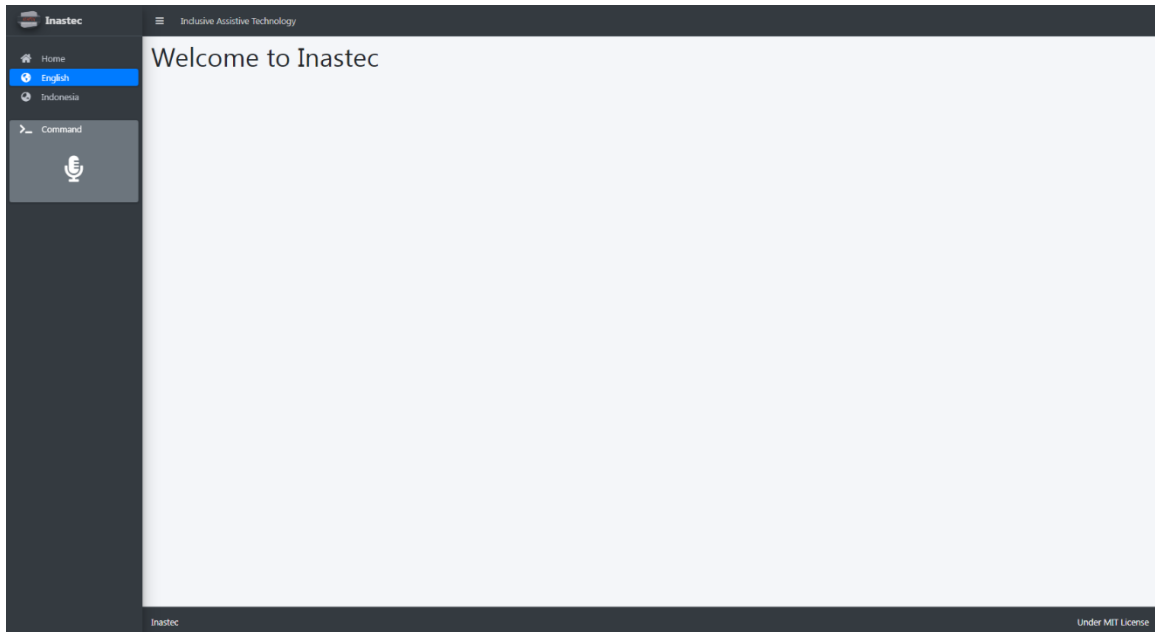 Inastec
Inclusive Assistive Technology
Home
English
Indonesia
Command
Welcome to Inastec
Inastec
Under MIT License